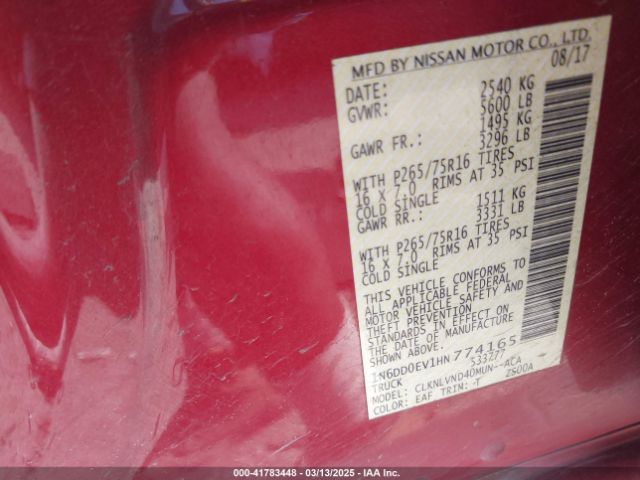 MFD BY NISSAN MOTOR CO., LTD.
DATE: 08/17
GVWR: 2540 KG
5600 LB
GAWR FR.: 1495 KG
3296 LB
WITH P265/75R16 TIRES
16 X 7.0 RIMS AT 35 PSI
COLD SINGLE
GAWR RR.: 1511 KG
3331 LB
WITH P265/75R16 TIRES
16 X 7.0 RIMS AT 35 PSI
COLD SINGLE
THIS VEHICLE CONFORMS TO
ALL APPLICABLE FEDERAL
MOTOR VEHICLE SAFETY AND
THEFT PREVENTION
STANDARDS IN EFFECT ON
THE DATE OF MANUFACTURE
SHOWN ABOVE.
1N6DD0EV1HN774165
TRUCK 533777
MODEL: CLKNLVND40MUN--ACA
COLOR: EAF TRIM: T ZS00A
000-41783448 - 03/13/2025 - IAA Inc.